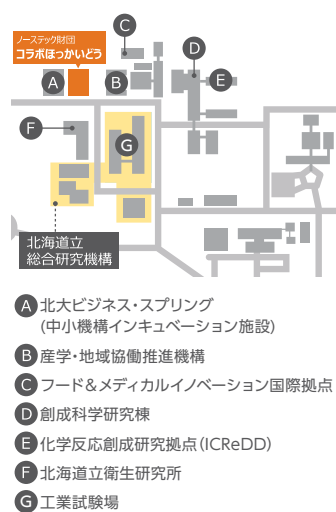 ノーステック財団
コラボほっかいどう
C
D
A
B
E
F
G
北海道立
総合研究機構
A 北大ビジネス・スプリング
(中小機構インキュベーション施設)
B 産学・地域協働推進機構
C フード&メディカルイノベーション国際拠点
D 創成科学研究棟
E 化学反応創成研究拠点(ICReDD)
F 北海道立衛生研究所
G 工業試験場